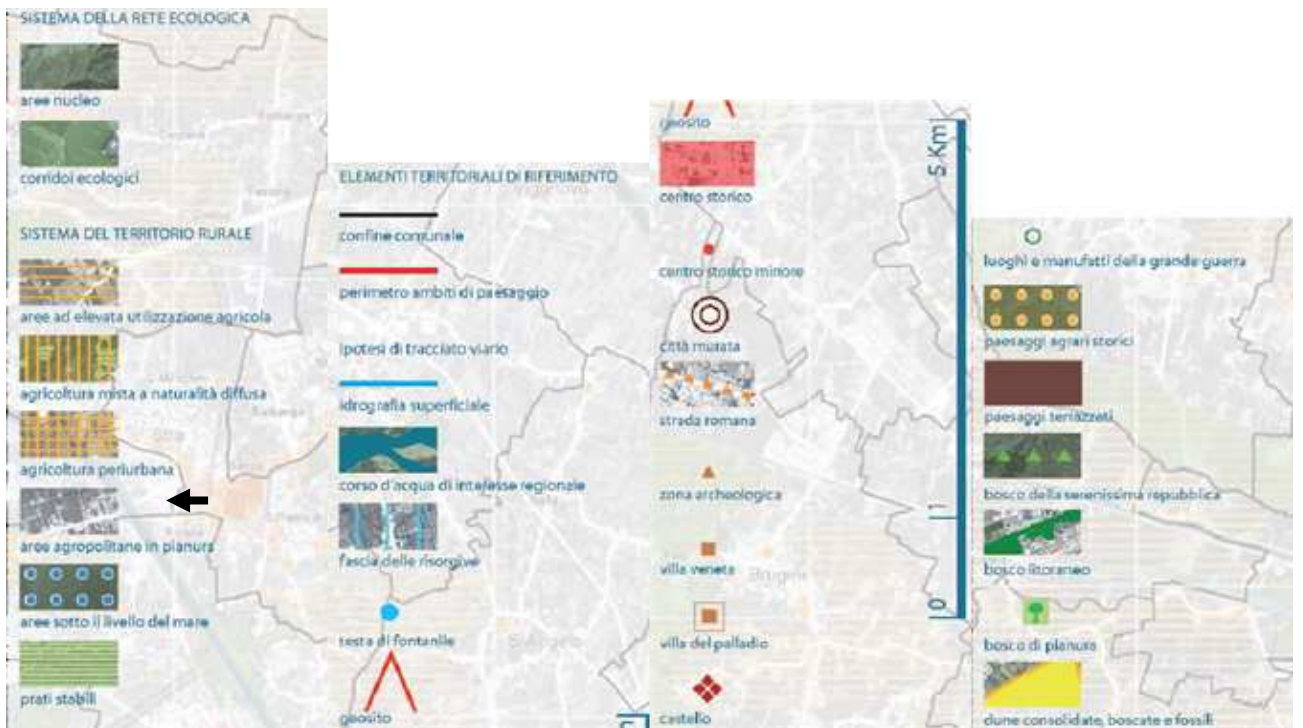 SISTEMA DELLA RETE ECOLOGICA
aree nucleo
corridoi ecologici
SISTEMA DEL TERRITORIO RURALE
aree ad elevata utilizzazione agricola
agricoltura mista a naturalità diffusa
agricoltura periurbana
aree agropolitane in pianura
aree sotto il livello del mare
prati stabili
ELEMENTI TERRITORIALI DI RIFERIMENTO
confine comunale
perimetro ambiti di paesaggio
ipotesi di tracciato viario
idrografia superficiale
corso d'acqua di interesse regionale
fascia delle risorgive
testa di fontanile
geosito
geosito
centro storico
centro storico minore
città murata
strada romana
zona archeologica
villa veneta
villa del palladio
castello
5 Km
1
0
luoghi e manufatti della grande guerra
paesaggi agrari storici
paesaggi terrazzati
bosco della serenissima repubblica
bosco litoraneo
bosco di pianura
dune consolidate, boscate e fossili